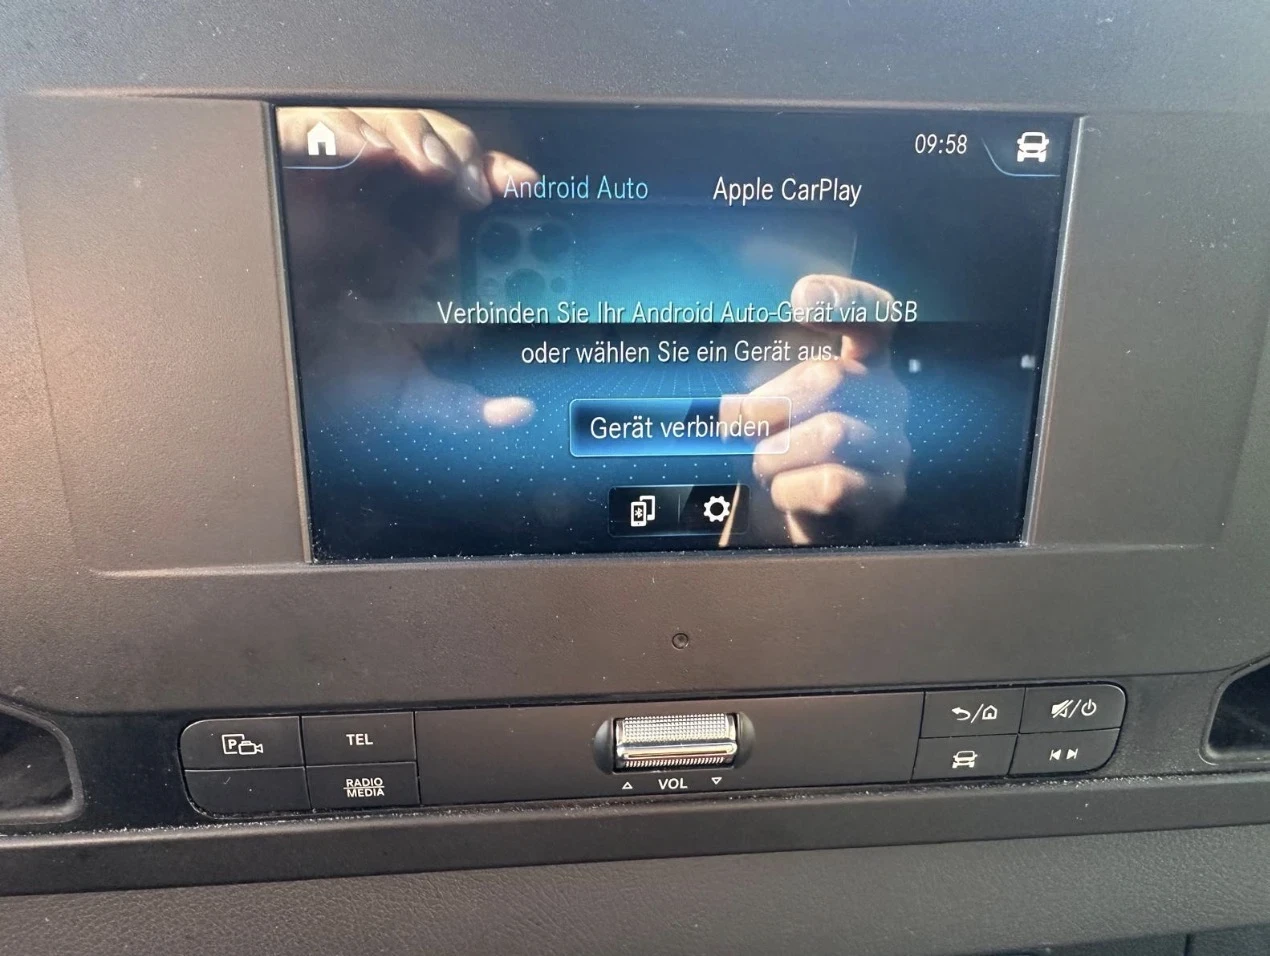 09:58
Android Auto Apple CarPlay
Verbinden Sie Ihr Android Auto-Gerät via USB
oder wählen Sie ein Gerät aus.
Gerät verbinden
P
TEL
RADIO
MEDIA
VOL